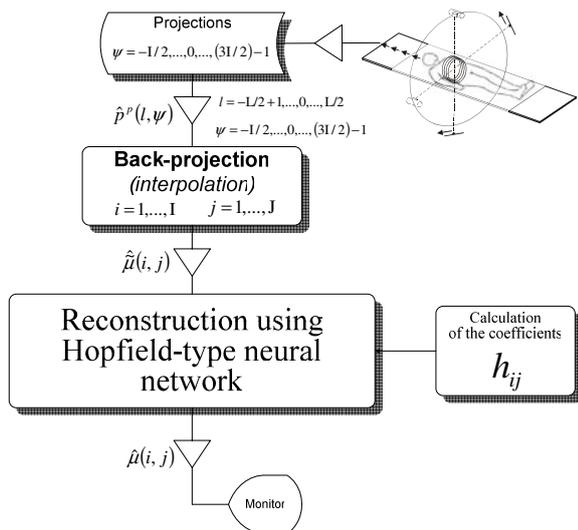 Projections
ψ = −I/2,...,0,...,(3I/2)−1
p̂ᵖ(l,ψ)
l = −L/2+1,...,0,...,L/2
ψ = −I/2,...,0,...,(3I/2)−1
Back-projection
(interpolation)
i = 1,...,I j = 1,...,J
μ̃̂(i, j)
Reconstruction using
Hopfield-type neural
network
Calculation
of the coefficients
hᵢⱼ
μ̂(i, j)
Monitor